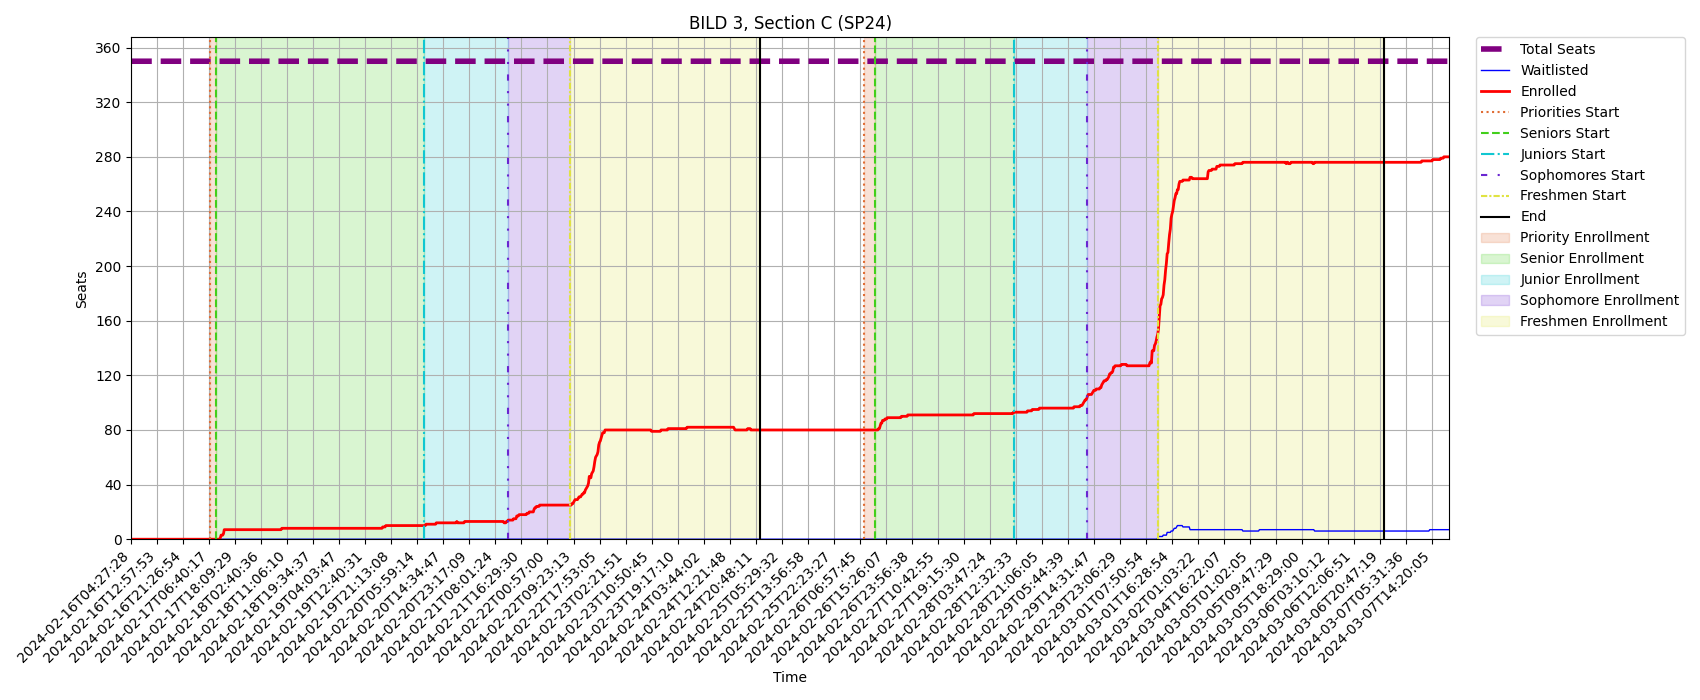 BILD 3, Section C (SP24)
360
320
280
240
200
160
120
80
40
0
Seats
2024-02-16T04:27:28
2024-02-16T12:57:53
2024-02-16T21:26:54
2024-02-17T06:40:17
2024-02-17T18:09:29
2024-02-18T02:40:36
2024-02-18T11:06:10
2024-02-18T19:34:37
2024-02-19T04:03:47
2024-02-19T12:40:31
2024-02-19T21:13:08
2024-02-20T05:59:14
2024-02-20T14:34:47
2024-02-20T23:17:09
2024-02-21T08:01:24
2024-02-21T16:29:30
2024-02-22T00:57:00
2024-02-22T09:23:13
2024-02-22T17:53:05
2024-02-23T02:21:51
2024-02-23T10:50:45
2024-02-23T19:17:10
2024-02-24T03:44:02
2024-02-24T12:21:48
2024-02-24T20:48:11
2024-02-25T05:29:32
2024-02-25T13:56:58
2024-02-25T22:23:27
2024-02-26T06:57:45
2024-02-26T15:26:07
2024-02-26T23:56:38
2024-02-27T10:42:55
2024-02-27T19:15:30
2024-02-28T03:47:24
2024-02-28T12:32:33
2024-02-28T21:06:05
2024-02-29T05:44:39
2024-02-29T14:31:47
2024-02-29T23:06:29
2024-03-01T07:50:54
2024-03-01T16:28:54
2024-03-02T01:03:22
2024-03-04T16:22:07
2024-03-05T01:02:05
2024-03-05T09:47:29
2024-03-05T18:29:00
2024-03-06T03:10:12
2024-03-06T12:06:51
2024-03-06T20:47:19
2024-03-07T05:31:36
2024-03-07T14:20:05
Time
Total Seats
Waitlisted
Enrolled
Priorities Start
Seniors Start
Juniors Start
Sophomores Start
Freshmen Start
End
Priority Enrollment
Senior Enrollment
Junior Enrollment
Sophomore Enrollment
Freshmen Enrollment